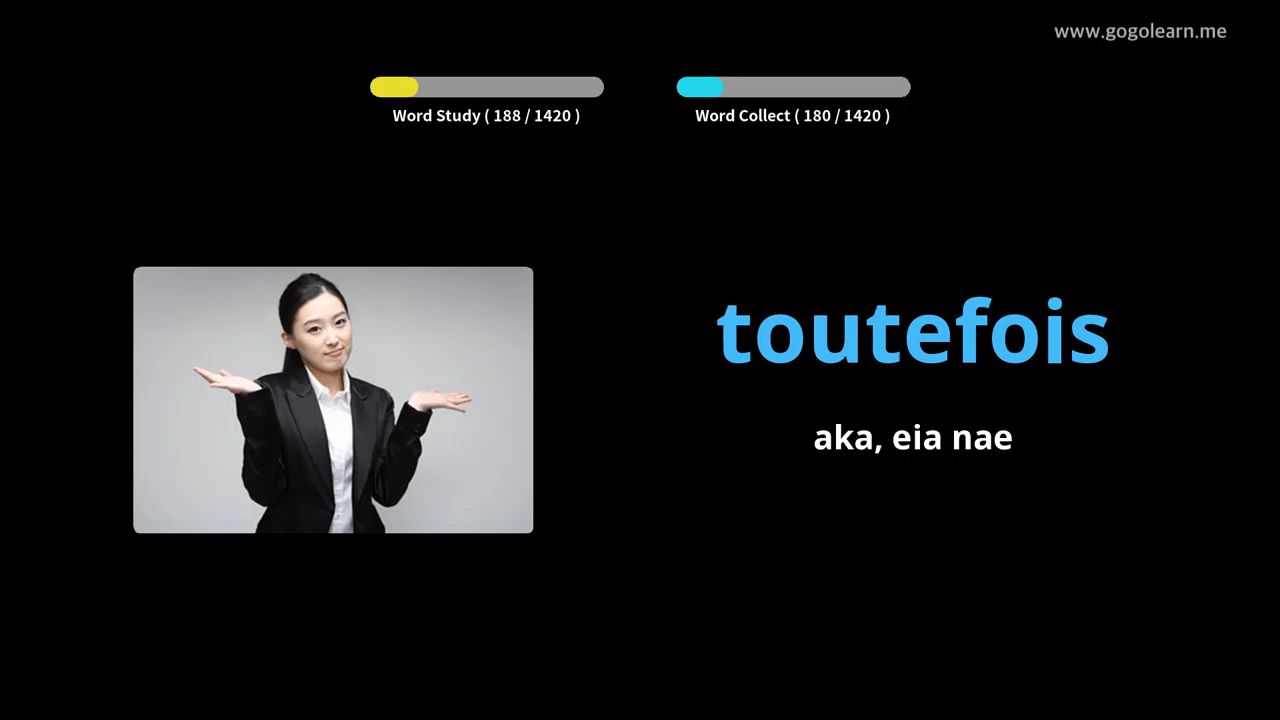 www.gogolearn.me
Word Study ( 188 / 1420 )
Word Collect ( 180 / 1420 )
toutefois
aka, eia nae